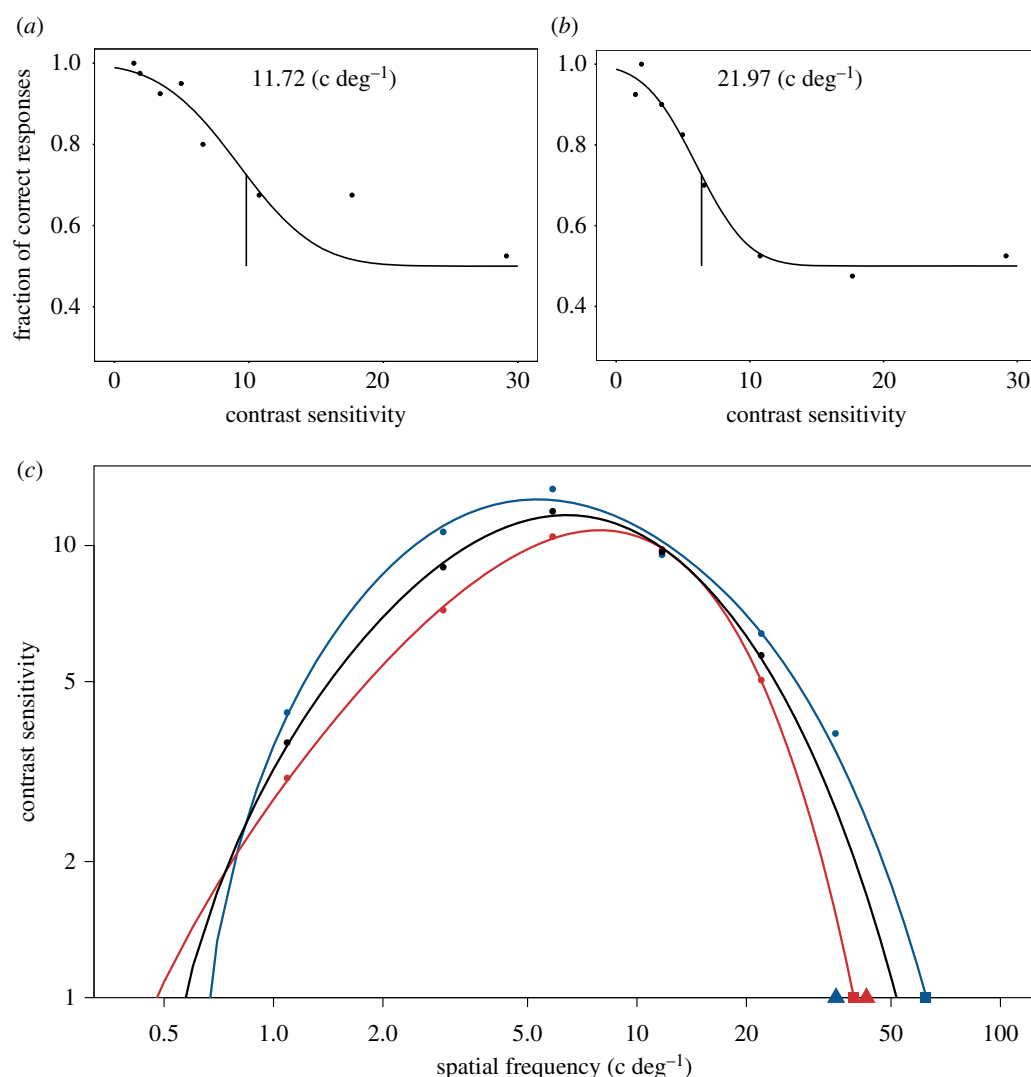 (a)
1.0
0.8
0.6
0.4
fraction of correct responses
11.72 (c deg⁻¹)
0 10 20 30
contrast sensitivity
(b)
1.0
0.8
0.6
0.4
21.97 (c deg⁻¹)
0 10 20 30
contrast sensitivity
(c)
10
5
2
1
contrast sensitivity
0.5 1.0 2.0 5.0 10 20 50 100
spatial frequency (c deg⁻¹)